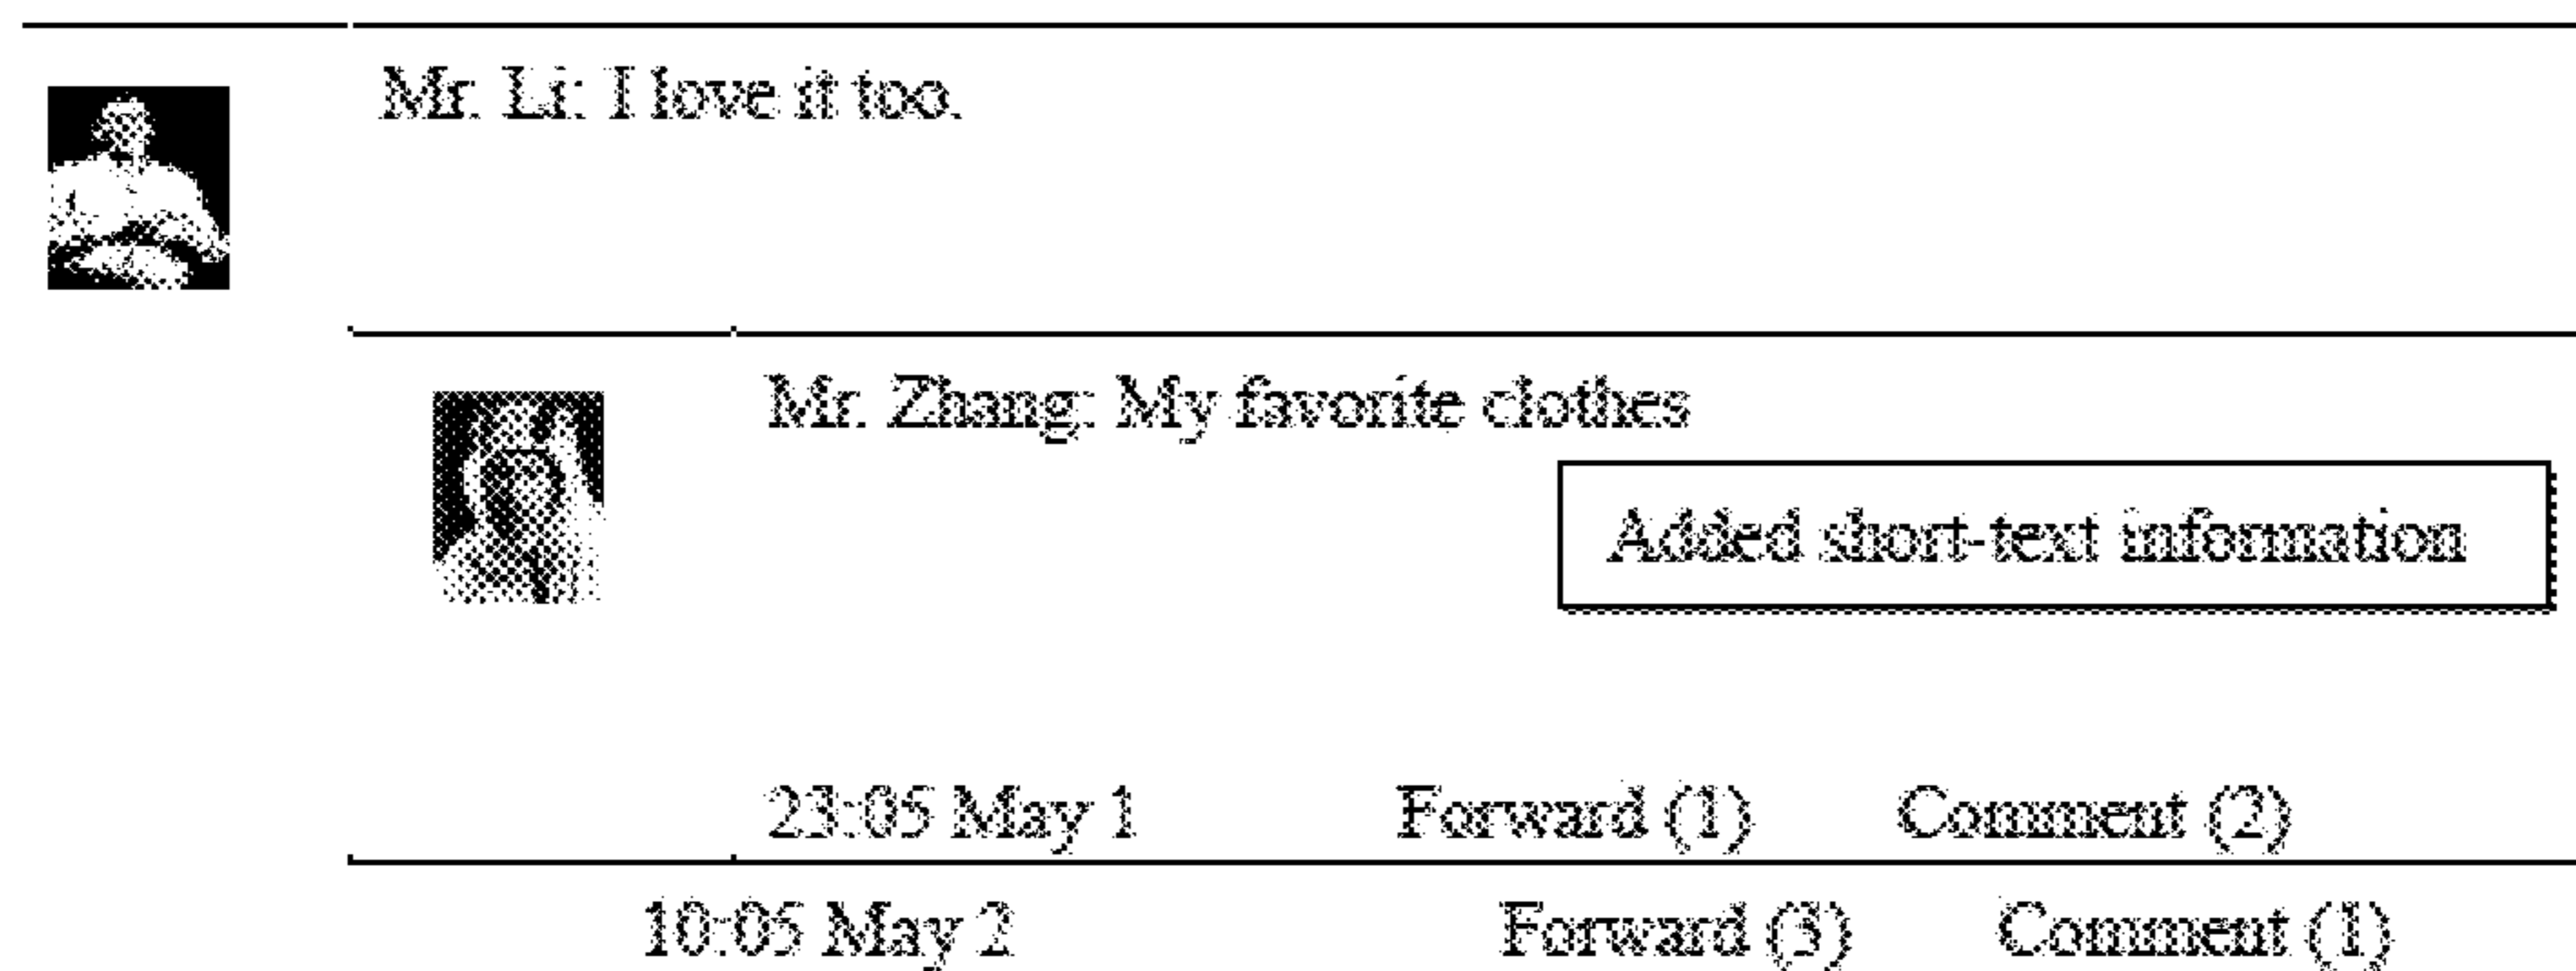 Mr. Li: I love it too.
Mr. Zhang: My favorite clothes
Added short-text information
23:05 May 1 Forward (1) Comment (2)
10:05 May 2 Forward (3) Comment (1)